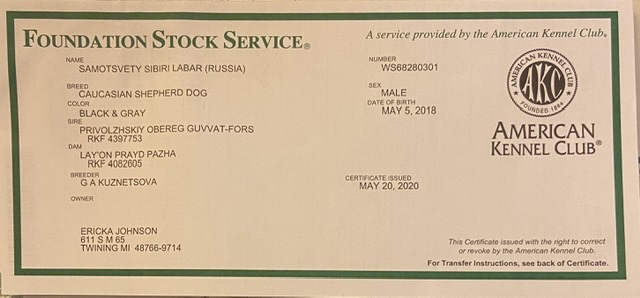 FOUNDATION STOCK SERVICE®
A service provided by the American Kennel Club®
NAME
SAMOTSVETY SIBIRI LABAR (RUSSIA)
NUMBER
WS68280301
BREED
CAUCASIAN SHEPHERD DOG
SEX
MALE
COLOR
BLACK & GRAY
DATE OF BIRTH
MAY 5, 2018
SIRE
PRIVOLZHSKIY OBEREG GUVVAT-FORS
RKF 4397753
DAM
LAY'ON PRAYD PAZHA
RKF 4082605
BREEDER
G A KUZNETSOVA
CERTIFICATE ISSUED
MAY 20, 2020
OWNER
ERICKA JOHNSON
611 S M 65
TWINING MI 48766-9714
AMERICAN KENNEL CLUB
AKC
FOUNDED 1884
AMERICAN
KENNEL CLUB®
This Certificate issued with the right to correct
or revoke by the American Kennel Club.
For Transfer Instructions, see back of Certificate.